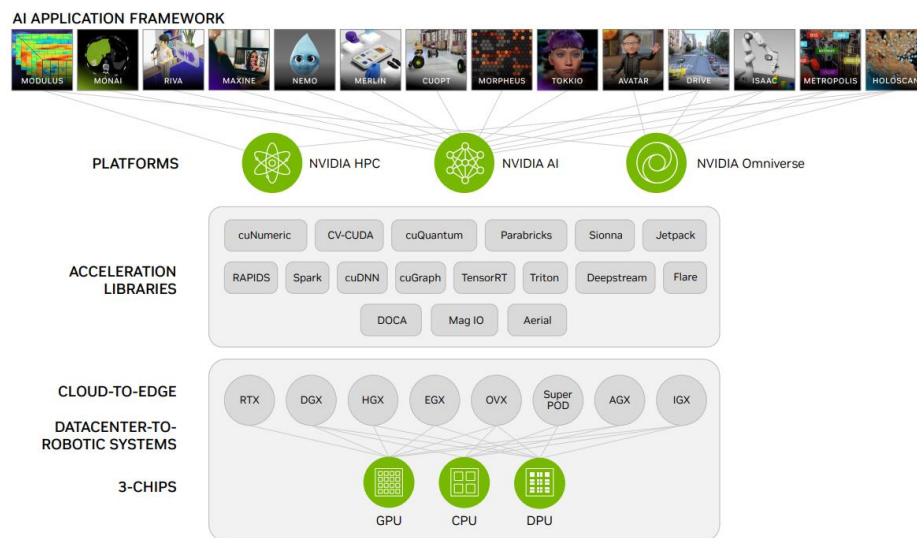 AI APPLICATION FRAMEWORK
MODULUS MONAI RIVA MAXINE NEMO MERLIN CUOPT MORPHEUS TOKKIO AVATAR DRIVE ISAAC METROPOLIS HOLOSCAN
PLATFORMS
NVIDIA HPC
NVIDIA AI
NVIDIA Omniverse
ACCELERATION
LIBRARIES
cuNumeric CV-CUDA cuQuantum Parabricks Sionna Jetpack
RAPIDS Spark cuDNN cuGraph TensorRT Triton Deepstream Flare
DOCA Mag IO Aerial
CLOUD-TO-EDGE
DATACENTER-TO-
ROBOTIC SYSTEMS
RTX DGX HGX EGX OVX Super
POD AGX IGX
3-CHIPS
GPU CPU DPU